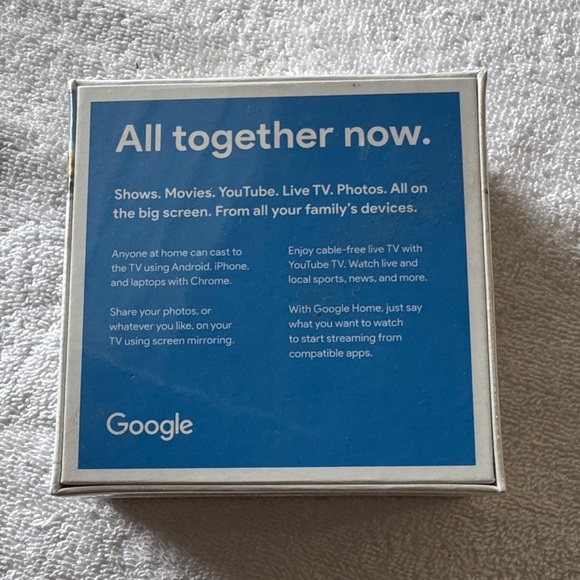 All together now.
Shows. Movies. YouTube. Live TV. Photos. All on
the big screen. From all your family's devices.
Anyone at home can cast to
the TV using Android, iPhone,
and laptops with Chrome.
Share your photos, or
whatever you like, on your
TV using screen mirroring.
Enjoy cable-free live TV with
YouTube TV. Watch live and
local sports, news, and more.
With Google Home, just say
what you want to watch
to start streaming from
compatible apps.
Google